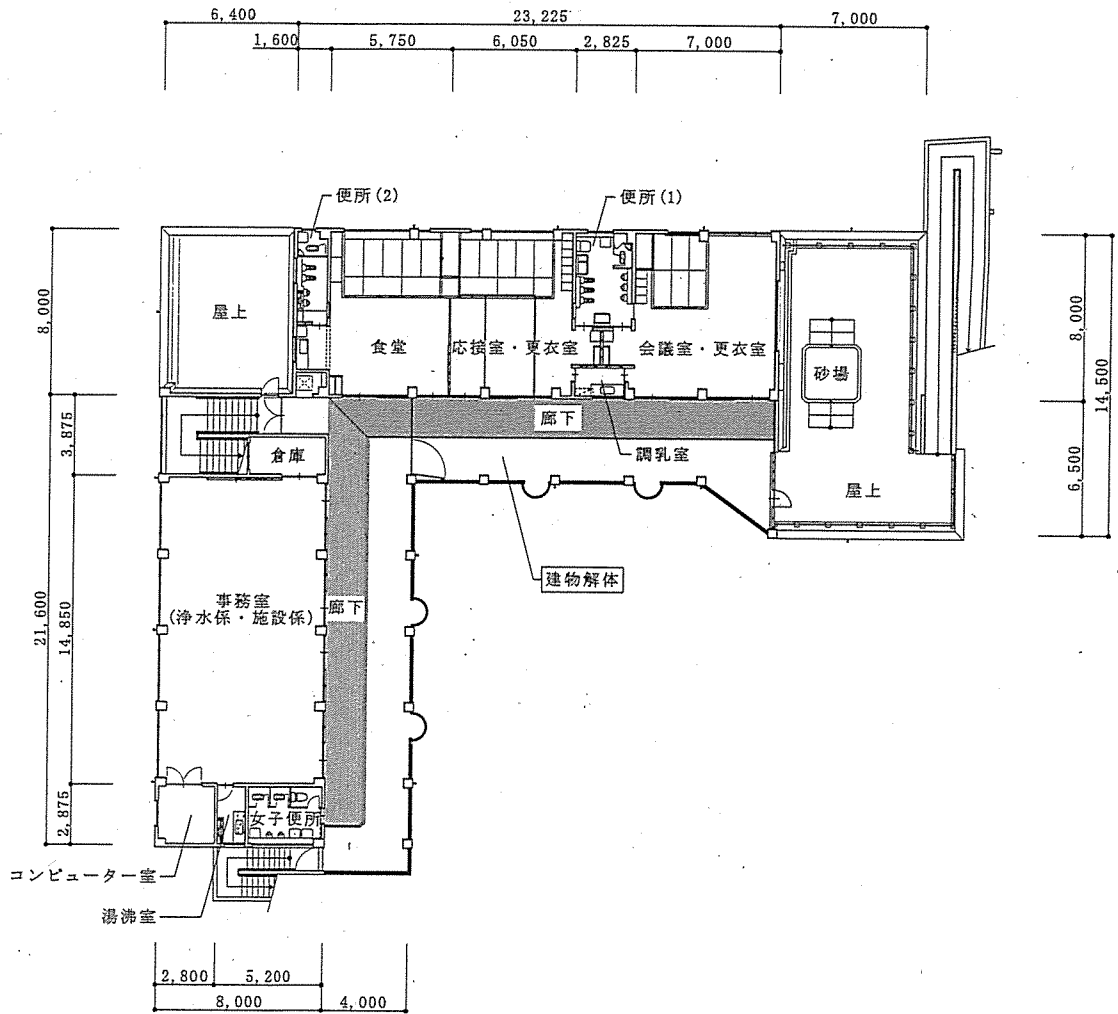 6,400
23,225
7,000
1,600
5,750
6,050
2,825
7,000
便所(2)
便所(1)
屋上
食堂
応接室・更衣室
会議室・更衣室
砂場
8,000
8,000
14,500
廊下
倉庫
調乳室
3,875
6,500
屋上
建物解体
事務室
(浄水係・施設係)
廊下
21,600
14,850
2,875
女子便所
コンピューター室
湯沸室
2,800
5,200
8,000
4,000